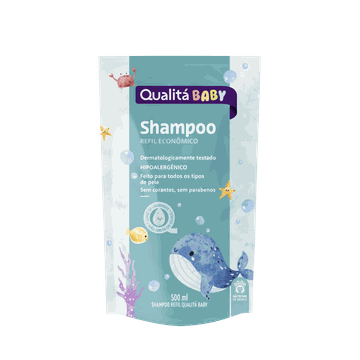 Qualitá BABY
Shampoo
REFIL ECONÔMICO
Dermatologicamente testado
HIPOALERGÊNICO
Feito para todos os tipos
de pele
Sem corantes, sem parabenos
500 ml
SHAMPOO REFIL QUALITÁ BABY